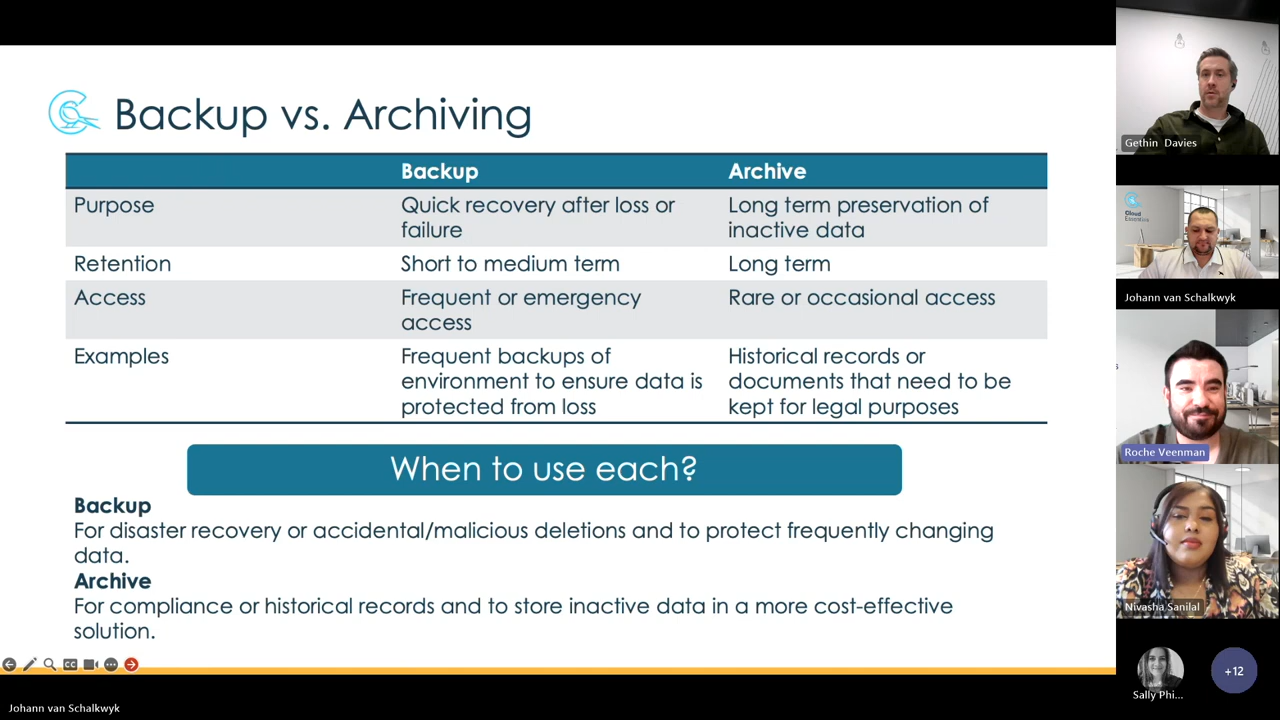 Backup vs. Archiving
Backup
Archive
Purpose
Quick recovery after loss or
failure
Long term preservation of
inactive data
Retention
Short to medium term
Long term
Access
Frequent or emergency
access
Rare or occasional access
Examples
Frequent backups of
environment to ensure data is
protected from loss
Historical records or
documents that need to be
kept for legal purposes
When to use each?
Backup
For disaster recovery or accidental/malicious deletions and to protect frequently changing
data.
Archive
For compliance or historical records and to store inactive data in a more cost-effective
solution.
CC
Johann van Schalkwyk
Gethin Davies
Cloud
Essentials
Johann van Schalkwyk
Roche Veenman
Nivasha Sanilal
Sally Phi...
+12